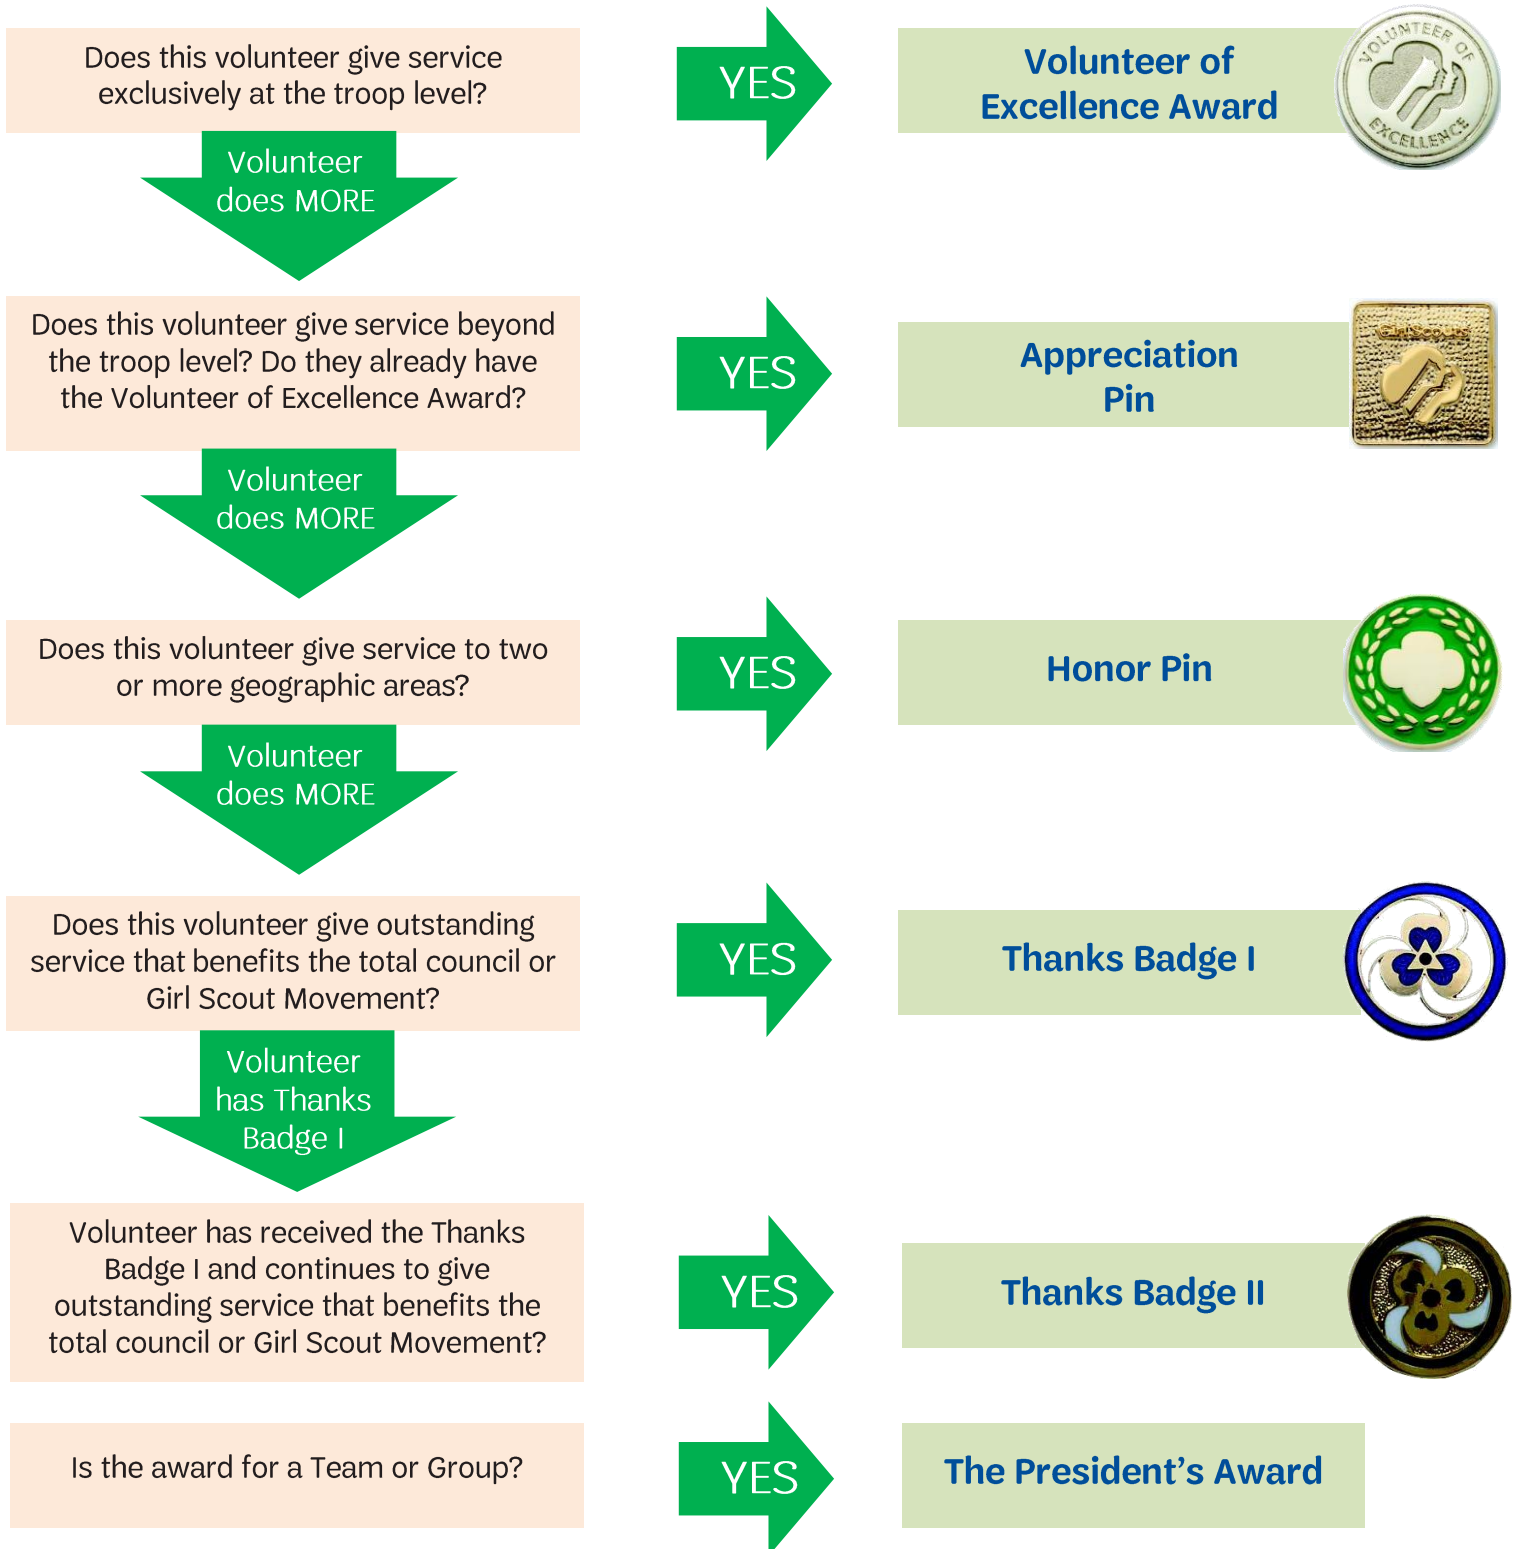 Does this volunteer give service
exclusively at the troop level?
YES
Volunteer of
Excellence Award
VOLUNTEER OF
EXCELLENCE
Volunteer
does MORE
Does this volunteer give service beyond
the troop level? Do they already have
the Volunteer of Excellence Award?
YES
Appreciation
Pin
Girl Scouts
Volunteer
does MORE
Does this volunteer give service to two
or more geographic areas?
YES
Honor Pin
Volunteer
does MORE
Does this volunteer give outstanding
service that benefits the total council or
Girl Scout Movement?
YES
Thanks Badge I
Volunteer
has Thanks
Badge I
Volunteer has received the Thanks
Badge I and continues to give
outstanding service that benefits the
total council or Girl Scout Movement?
YES
Thanks Badge II
Is the award for a Team or Group?
YES
The President’s Award